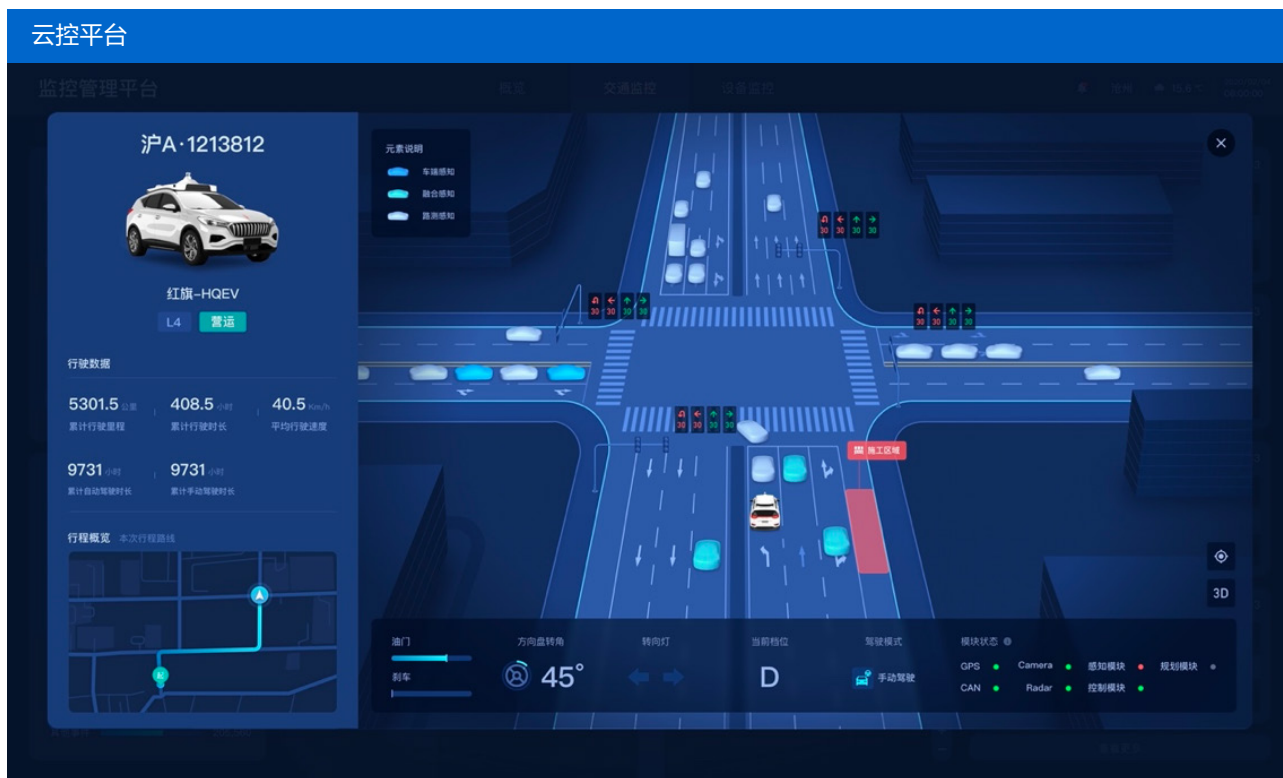 云控平台
监控管理平台 概览 交通监控 设备监控
沪A·1213812
红旗-HQEV
L4 营运
行驶数据
5301.5 公里 408.5 小时 40.5 Km/h
累计行驶里程 累计行驶时长 平均行驶速度
9731 小时 9731 小时
累计自动驾驶时长 累计手动驾驶时长
行程概览 本次行程路线
起
元素说明
车端感知
融合感知
路测感知
30 30 30 30
30 30 30 30
30 30 30 30
30 30 30 30
施工区域
3D
油门 方向盘转角 转向灯 当前档位 驾驶模式 模块状态
刹车 45° D 手动驾驶
GPS Camera 感知模块 规划模块
CAN Radar 控制模块